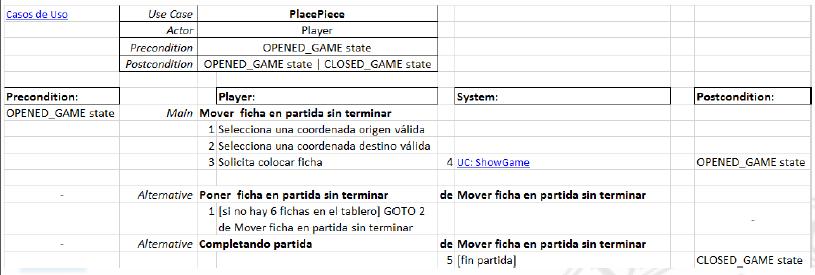 Casos de Uso Use Case PlacePiece
Actor Player
Precondition OPENED_GAME state
Postcondition OPENED_GAME state | CLOSED_GAME state
Precondition: Player: System: Postcondition:
OPENED_GAME state Main Mover ficha en partida sin terminar
1 Selecciona una coordenada origen válida
2 Selecciona una coordenada destino válida
3 Solicita colocar ficha 4 UC: ShowGame OPENED_GAME state
- Alternative Poner ficha en partida sin terminar de Mover ficha en partida sin terminar
1 [si no hay 6 fichas en el tablero] GOTO 2
de Mover ficha en partida sin terminar -
- Alternative Completando partida de Mover ficha en partida sin terminar
5 [fin partida] CLOSED_GAME state